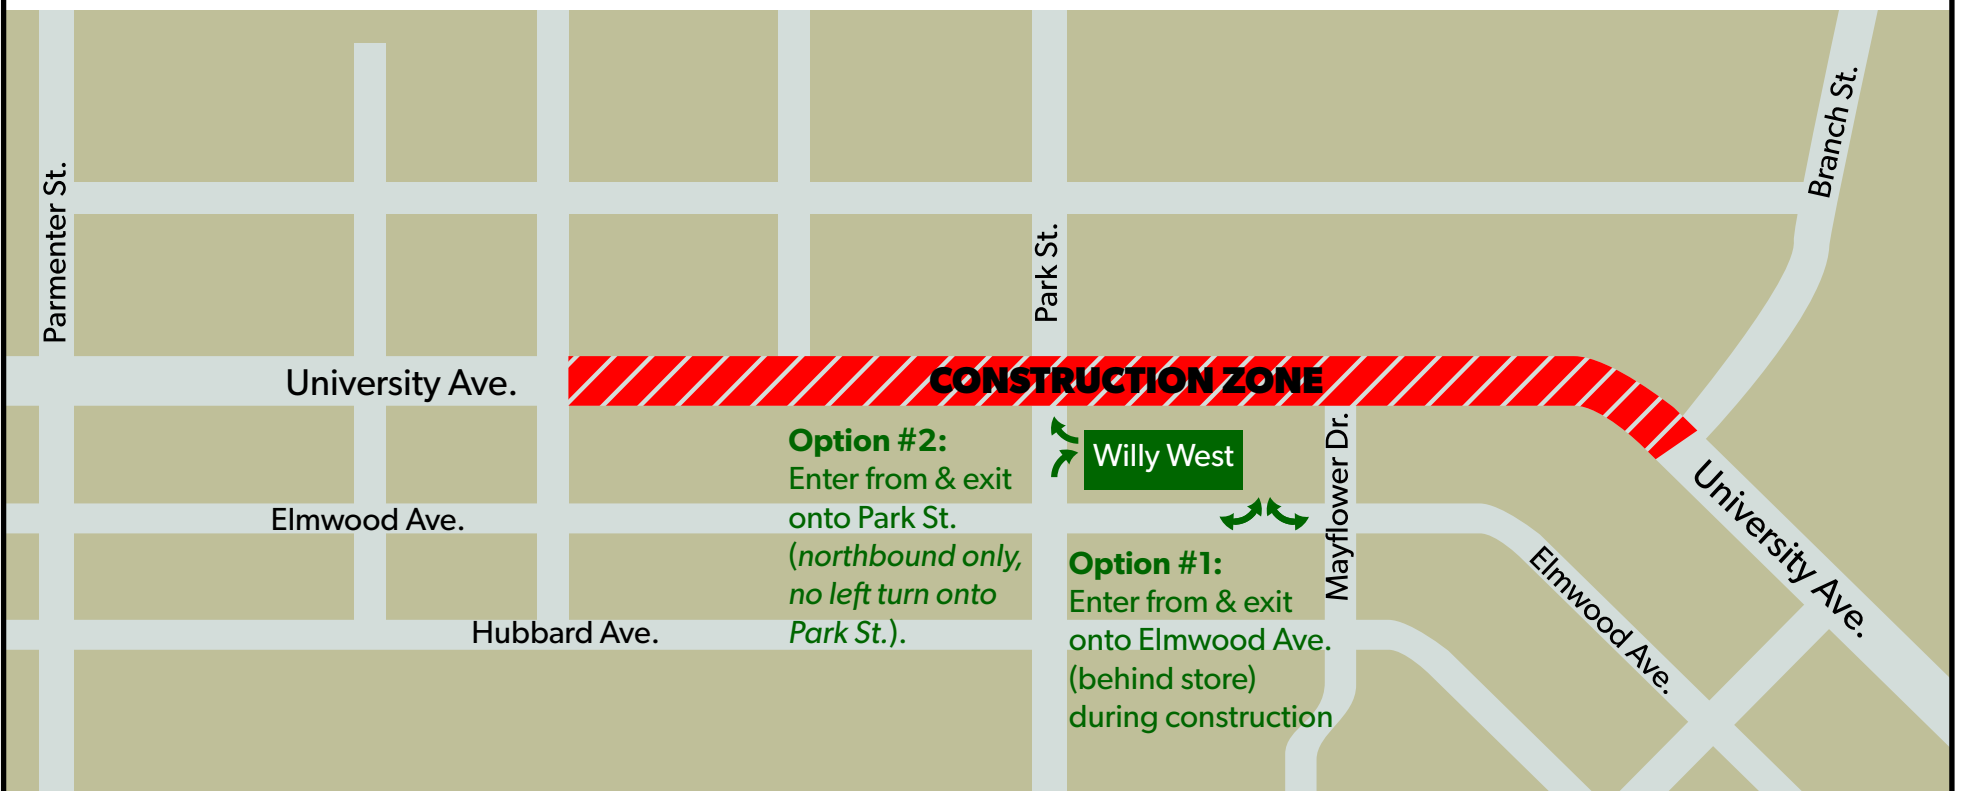 Parmenter St.
Park St.
Branch St.
University Ave.
CONSTRUCTION ZONE
Option #2:
Enter from & exit
onto Park St.
(northbound only,
no left turn onto
Park St.).
Willy West
Mayflower Dr.
Elmwood Ave.
Option #1:
Enter from & exit
onto Elmwood Ave.
(behind store)
during construction
Hubbard Ave.
Elmwood Ave.
University Ave.